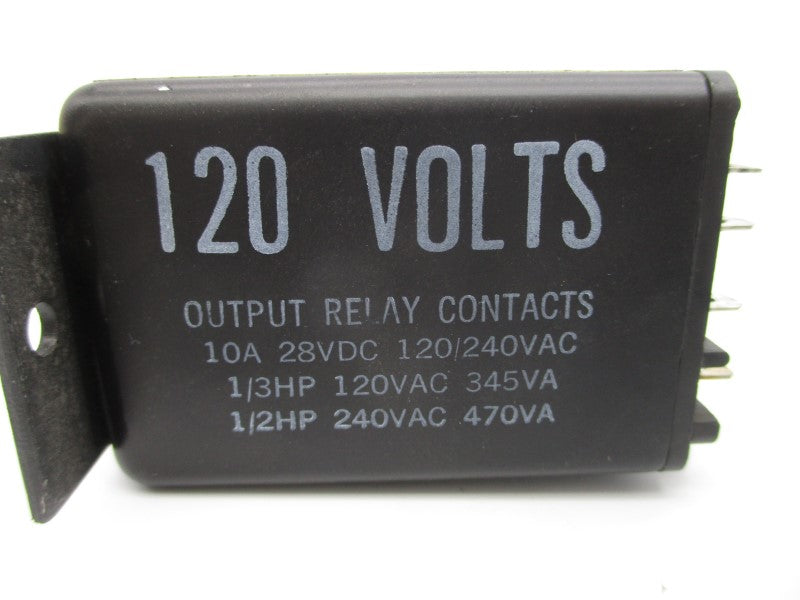 120 VOLTS
OUTPUT RELAY CONTACTS
10A 28VDC 120/240VAC
1/3HP 120VAC 345VA
1/2HP 240VAC 470VA